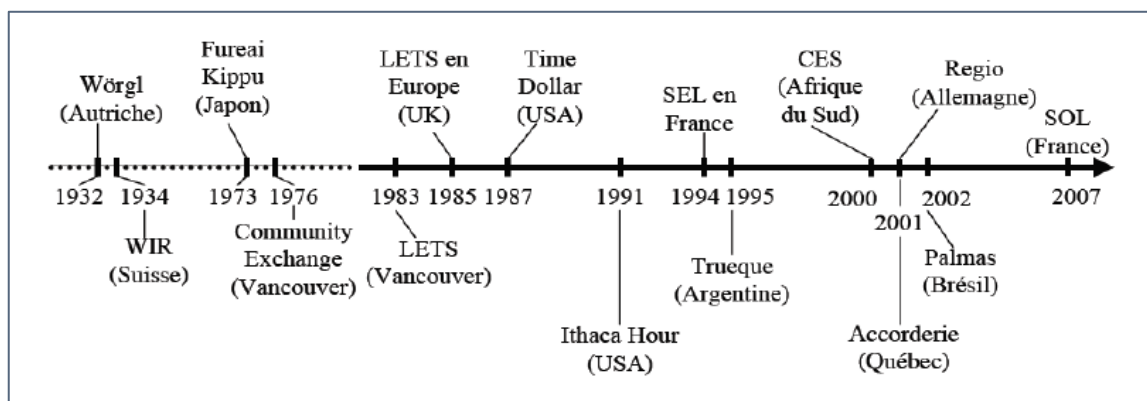 Wörgl
(Autriche)
Fureai
Kippu
(Japon)
LETS en
Europe
(UK)
Time
Dollar
(USA)
SEL en
France
CES
(Afrique
du Sud)
Regio
(Allemagne)
SOL
(France)
1932
1934
1973
1976
1983
1985
1987
1991
1994
1995
2000
2001
2002
2007
WIR
(Suisse)
Community
Exchange
(Vancouver)
LETS
(Vancouver)
Ithaca Hour
(USA)
Trueque
(Argentine)
Accorderie
(Québec)
Palmas
(Brésil)